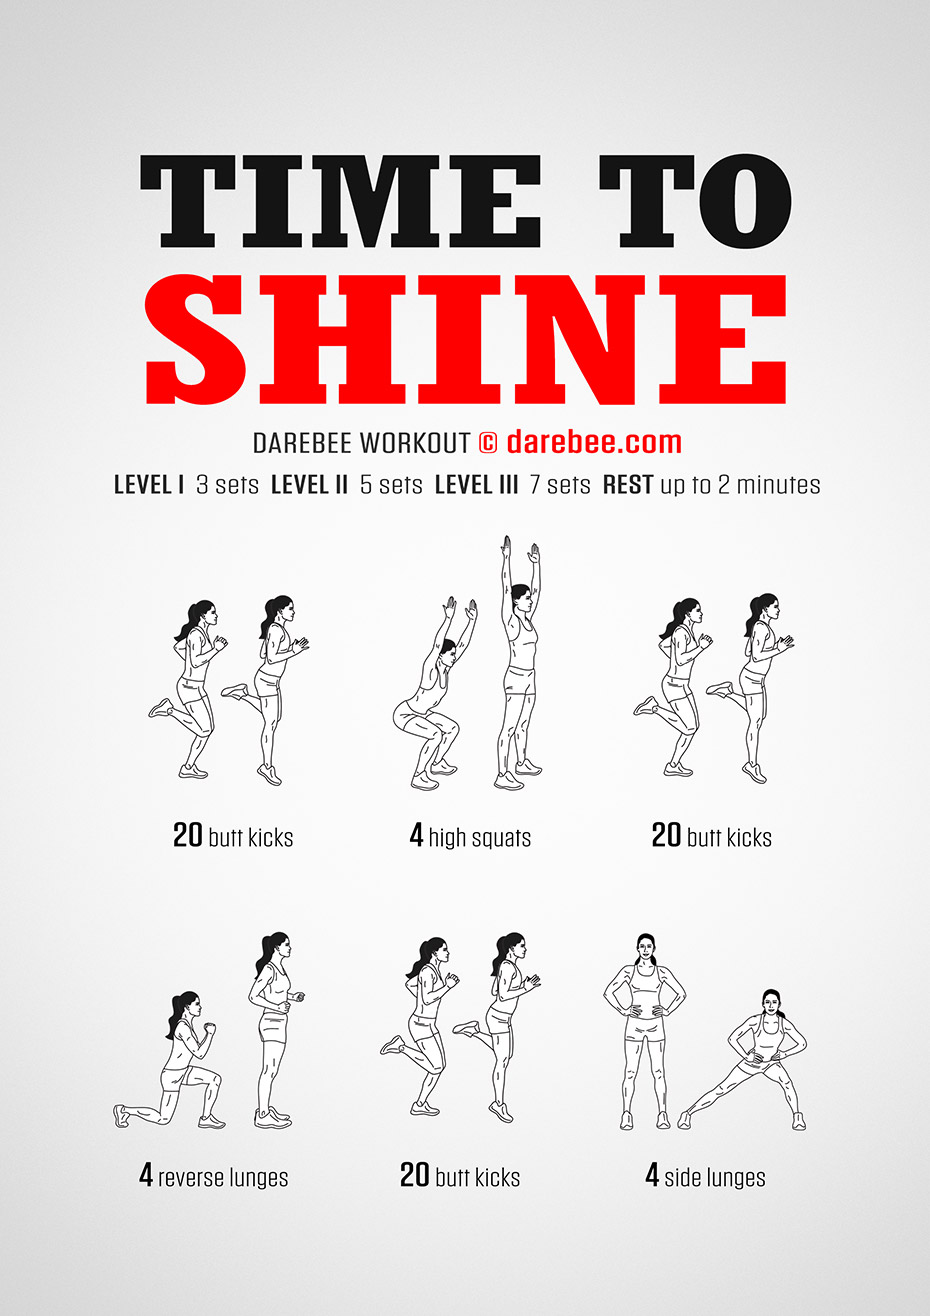 TIME TO
SHINE
DAREBEE WORKOUT © darebee.com
LEVEL I 3 sets LEVEL II 5 sets LEVEL III 7 sets REST up to 2 minutes
20 butt kicks
4 high squats
20 butt kicks
4 reverse lunges
20 butt kicks
4 side lunges